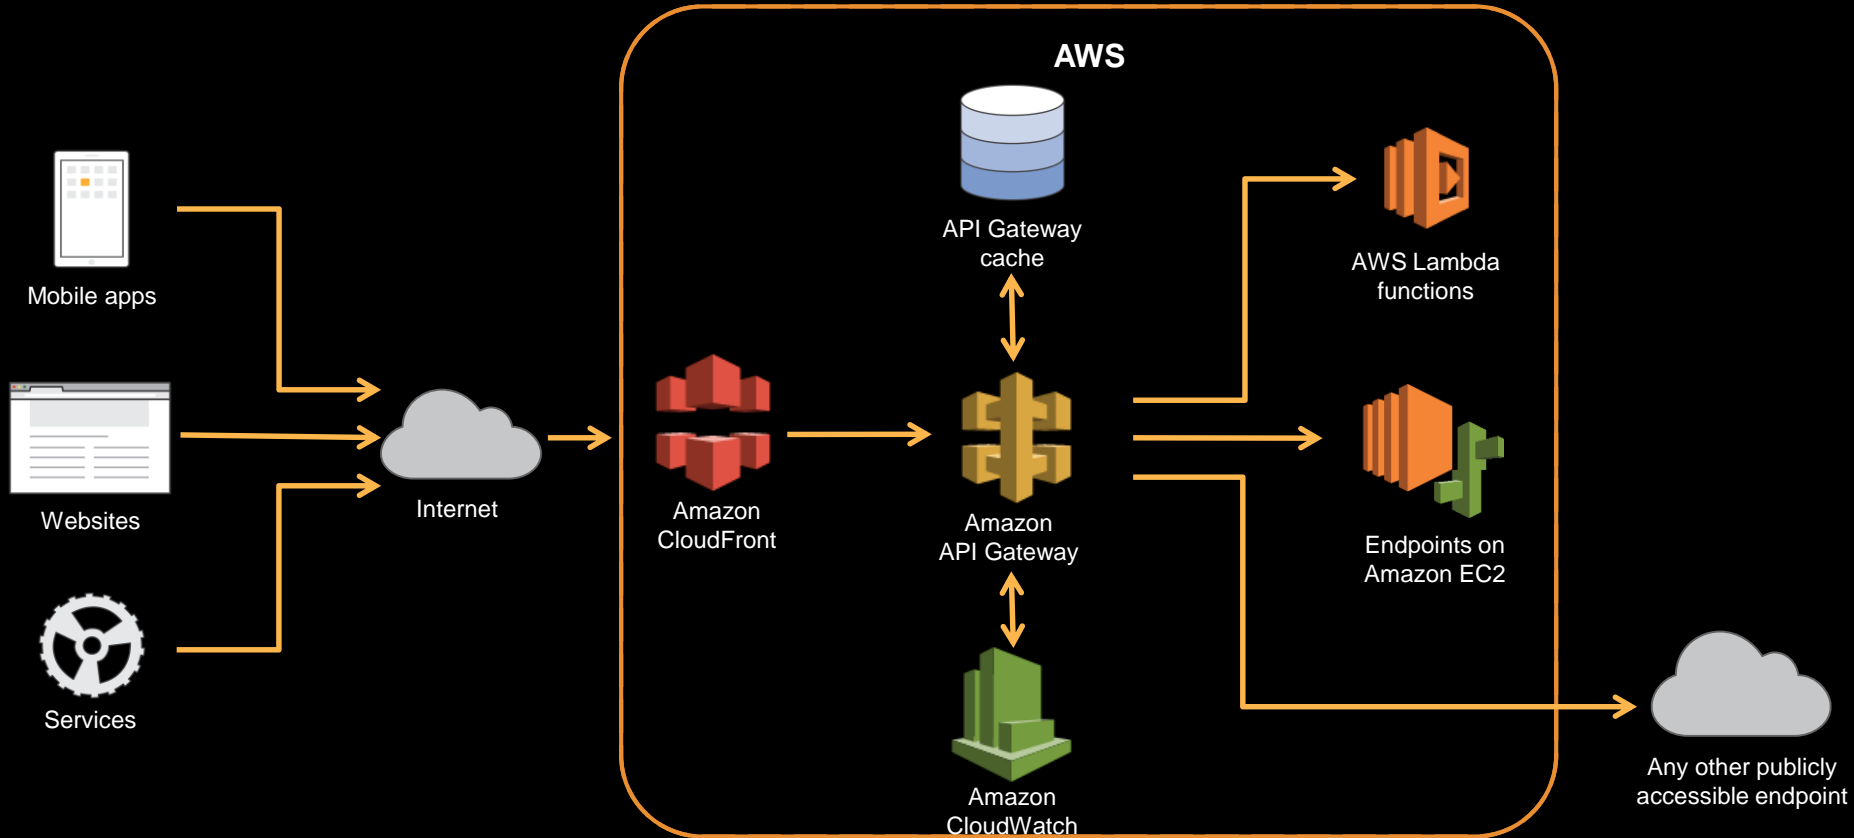 AWS
API Gateway
cache
Mobile apps
AWS Lambda
functions
Websites
Internet
Amazon
CloudFront
Amazon
API Gateway
Endpoints on
Amazon EC2
Services
Any other publicly
accessible endpoint
Amazon
CloudWatch